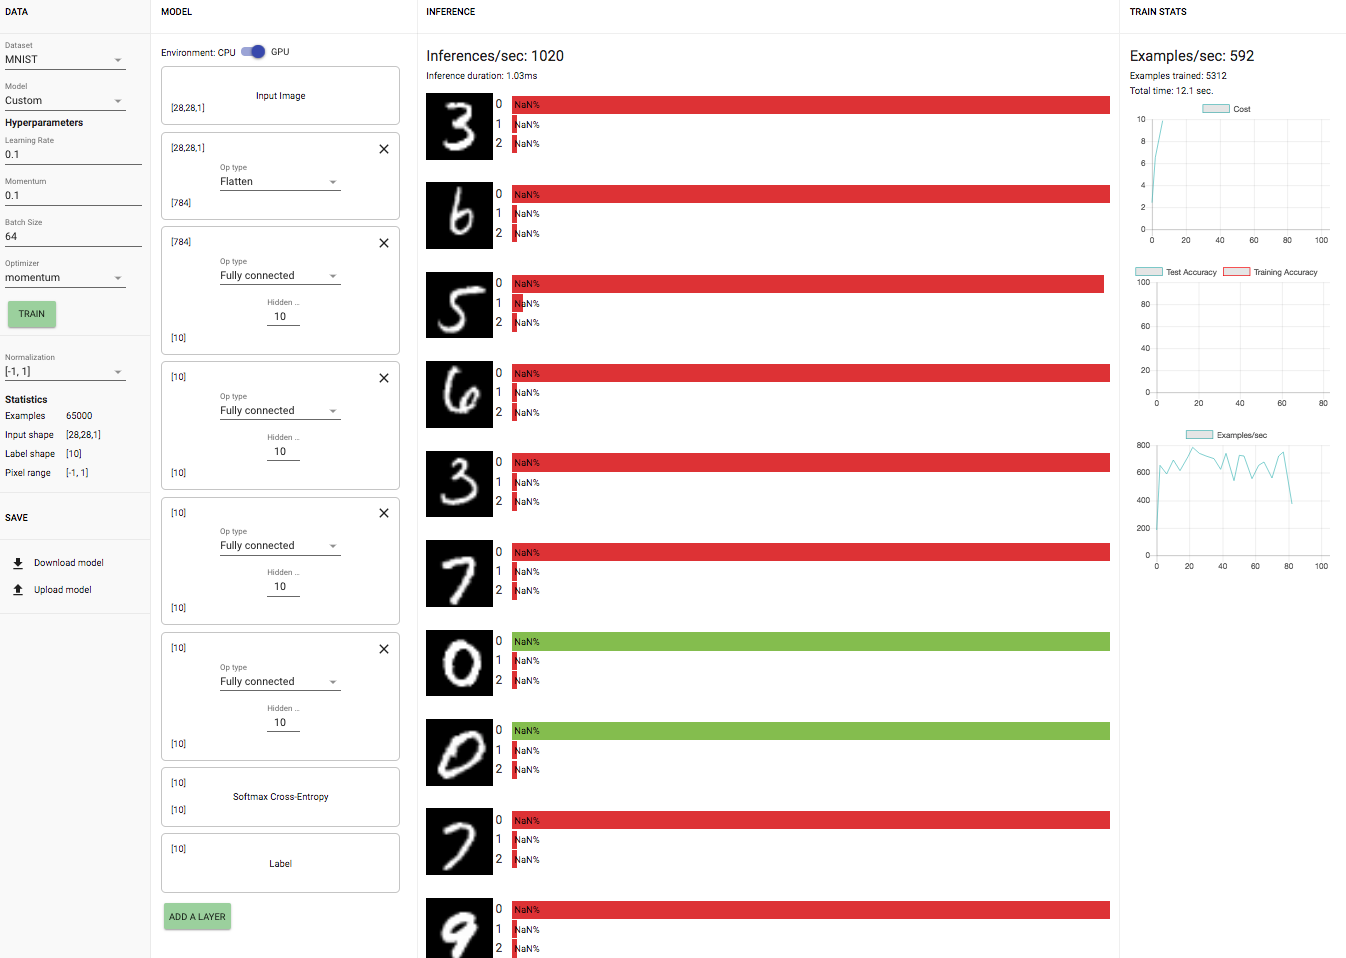 DATA
Dataset
MNIST
Model
Custom
Hyperparameters
Learning Rate
0.1
Momentum
0.1
Batch Size
64
Optimizer
momentum
TRAIN
Normalization
[-1, 1]
Statistics
Examples 65000
Input shape [28,28,1]
Label shape [10]
Pixel range [-1, 1]
SAVE
Download model
Upload model
MODEL
Environment: CPU GPU
Input Image
[28,28,1]
[28,28,1]
Op type
Flatten
[784]
[784]
Op type
Fully connected
Hidden ...
10
[10]
[10]
Op type
Fully connected
Hidden ...
10
[10]
[10]
Op type
Fully connected
Hidden ...
10
[10]
[10]
Op type
Fully connected
Hidden ...
10
[10]
[10]
Softmax Cross-Entropy
[10]
[10]
Label
ADD A LAYER
INFERENCE
Inferences/sec: 1020
Inference duration: 1.03ms
3
0 NaN%
1 NaN%
2 NaN%
6
0 NaN%
1 NaN%
2 NaN%
5
0 NaN%
1 NaN%
2 NaN%
6
0 NaN%
1 NaN%
2 NaN%
3
0 NaN%
1 NaN%
2 NaN%
7
0 NaN%
1 NaN%
2 NaN%
0
0 NaN%
1 NaN%
2 NaN%
0
0 NaN%
1 NaN%
2 NaN%
7
0 NaN%
1 NaN%
2 NaN%
9
0 NaN%
1 NaN%
2 NaN%
TRAIN STATS
Examples/sec: 592
Examples trained: 5312
Total time: 12.1 sec.
Cost
10
8
6
4
2
0
0 20 40 60 80 100
Test Accuracy Training Accuracy
100
80
60
40
20
0
0 20 40 60 80
Examples/sec
800
600
400
200
0
0 20 40 60 80 100